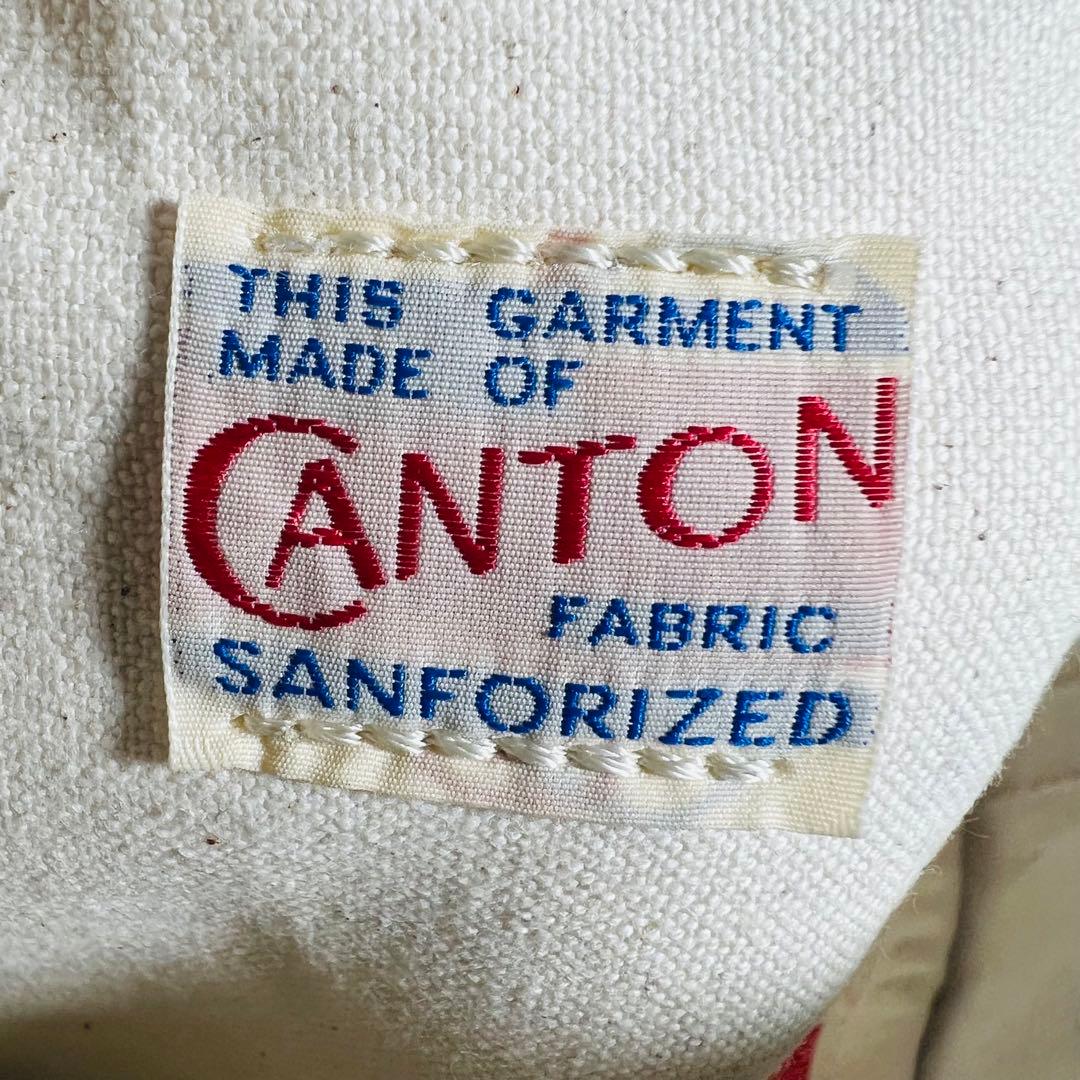 THIS GARMENT
MADE OF
CANTON
FABRIC
SANFORIZED